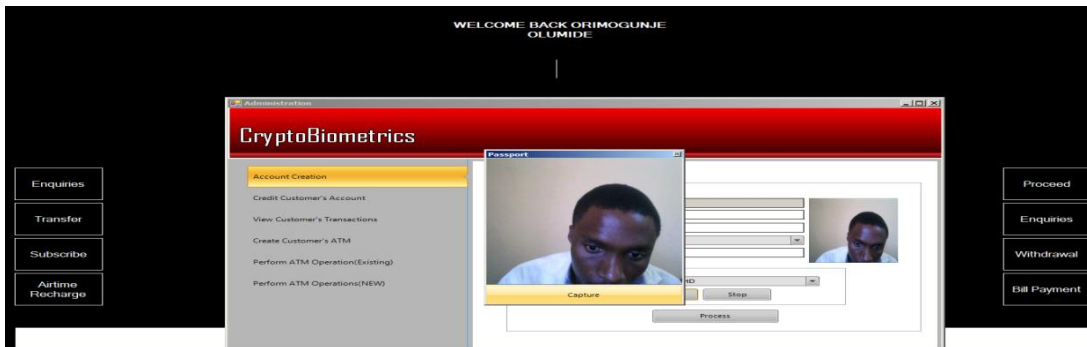 WELCOME BACK ORIMOGUNJE
OLUMIDE
Administration
CryptoBiometrics
Passport
Account Creation
Credit Customer's Account
View Customer's Transactions
Create Customer's ATM
Perform ATM Operation(Existing)
Perform ATM Operations(NEW)
Capture
Stop
Process
Enquiries
Transfer
Subscribe
Airtime
Recharge
Proceed
Enquiries
Withdrawal
Bill Payment